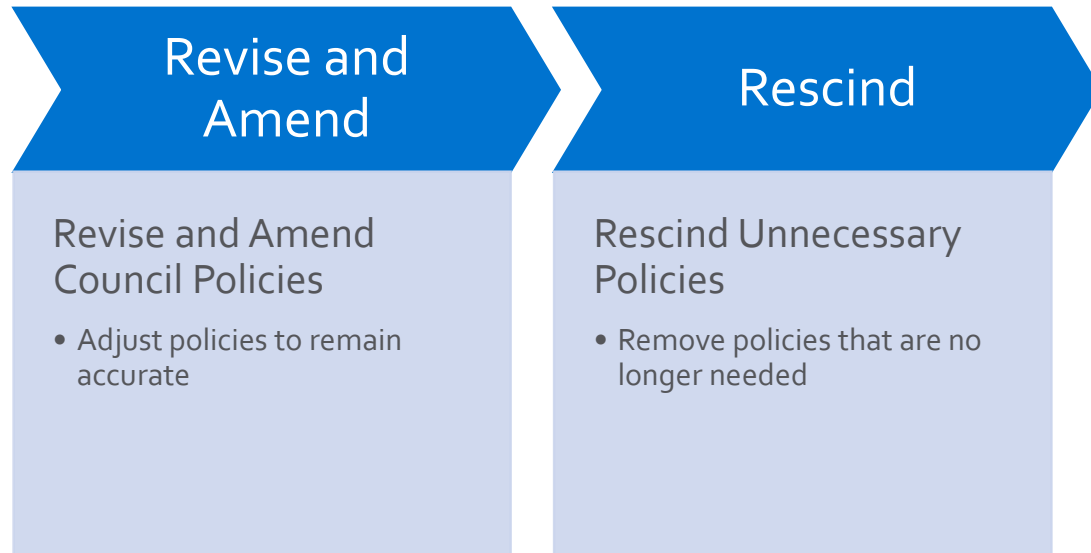 Revise and
Amend
Revise and Amend
Council Policies
• Adjust policies to remain
accurate
Rescind
Rescind Unnecessary
Policies
• Remove policies that are no
longer needed